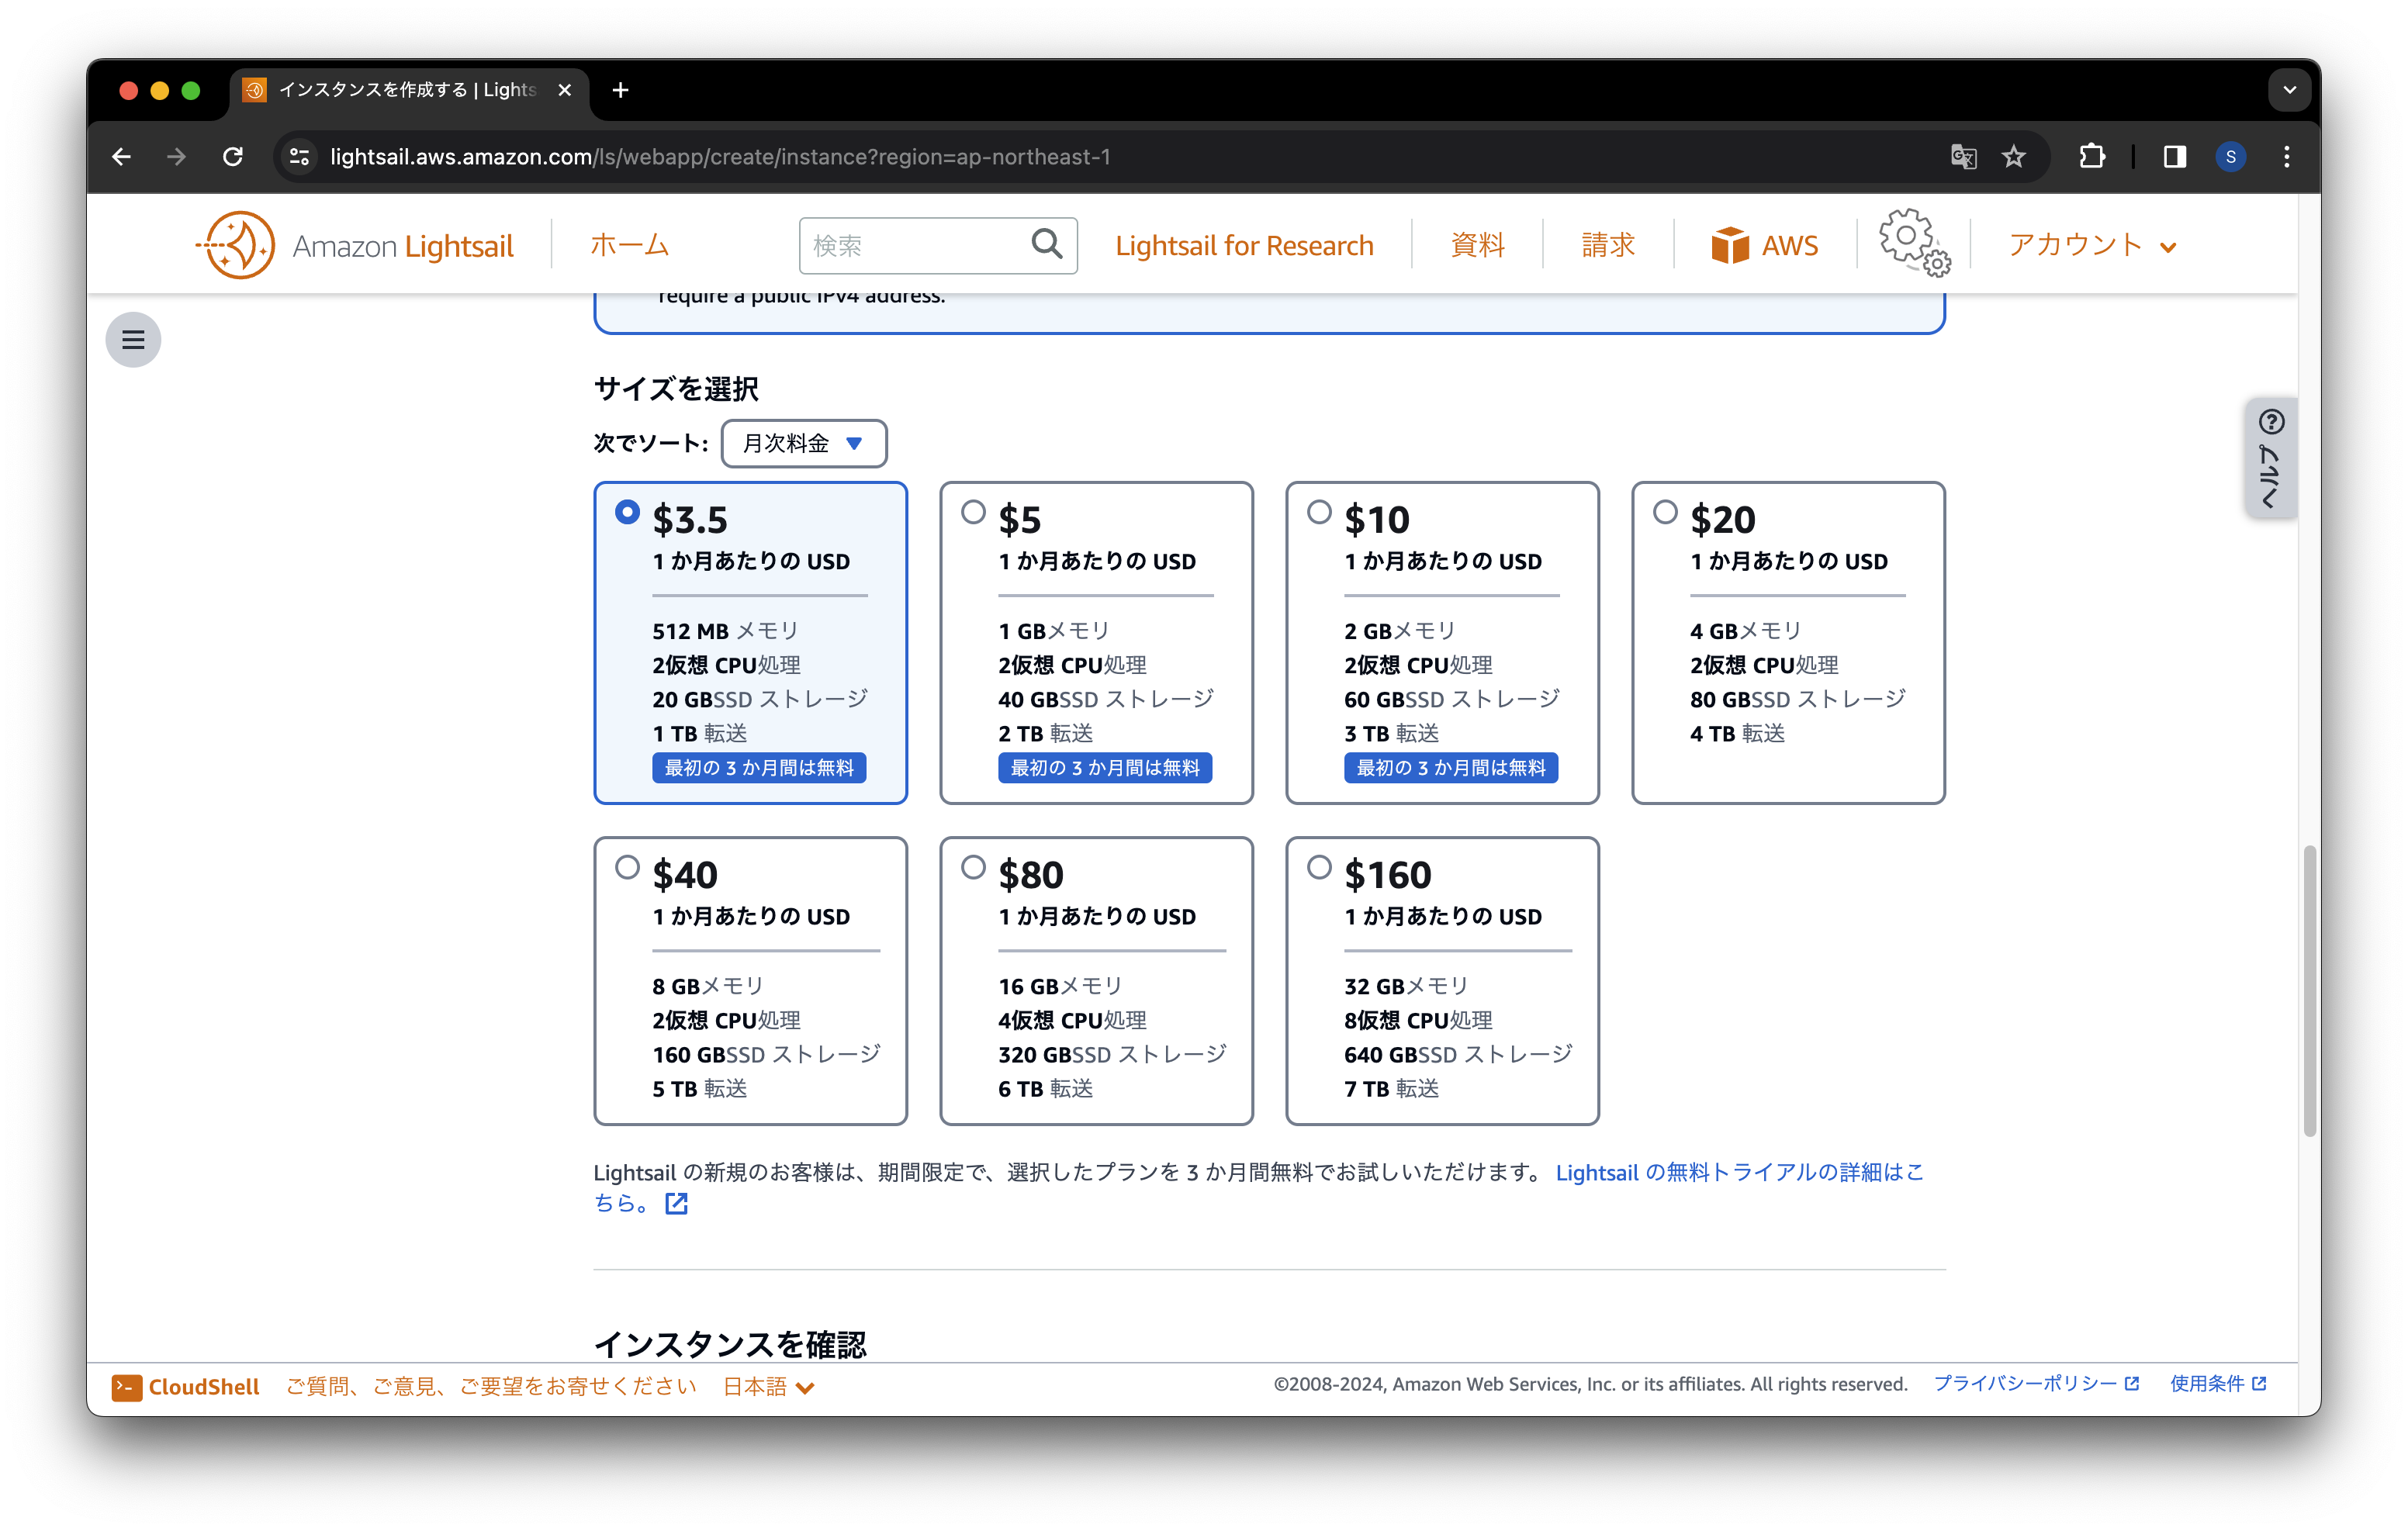 インスタンスを作成する | Lights
lightsail.aws.amazon.com/ls/webapp/create/instance?region=ap-northeast-1
S
Amazon Lightsail
ホーム
検索
Lightsail for Research
資料
請求
AWS
アカウント
require a public IPv4 address.
ヘルプ
サイズを選択
次でソート: 月次料金
$3.5
1 か月あたりの USD
512 MB メモリ
2仮想 CPU処理
20 GBSSD ストレージ
1 TB 転送
最初の 3 か月間は無料
$5
1 か月あたりの USD
1 GBメモリ
2仮想 CPU処理
40 GBSSD ストレージ
2 TB 転送
最初の 3 か月間は無料
$10
1 か月あたりの USD
2 GBメモリ
2仮想 CPU処理
60 GBSSD ストレージ
3 TB 転送
最初の 3 か月間は無料
$20
1 か月あたりの USD
4 GBメモリ
2仮想 CPU処理
80 GBSSD ストレージ
4 TB 転送
$40
1 か月あたりの USD
8 GBメモリ
2仮想 CPU処理
160 GBSSD ストレージ
5 TB 転送
$80
1 か月あたりの USD
16 GBメモリ
4仮想 CPU処理
320 GBSSD ストレージ
6 TB 転送
$160
1 か月あたりの USD
32 GBメモリ
8仮想 CPU処理
640 GBSSD ストレージ
7 TB 転送
Lightsail の新規のお客様は、期間限定で、選択したプランを 3 か月間無料でお試しいただけます。 Lightsail の無料トライアルの詳細はこ
ちら。
インスタンスを確認
CloudShell
ご質問、ご意見、ご要望をお寄せください
日本語
©2008-2024, Amazon Web Services, Inc. or its affiliates. All rights reserved.
プライバシーポリシー
使用条件